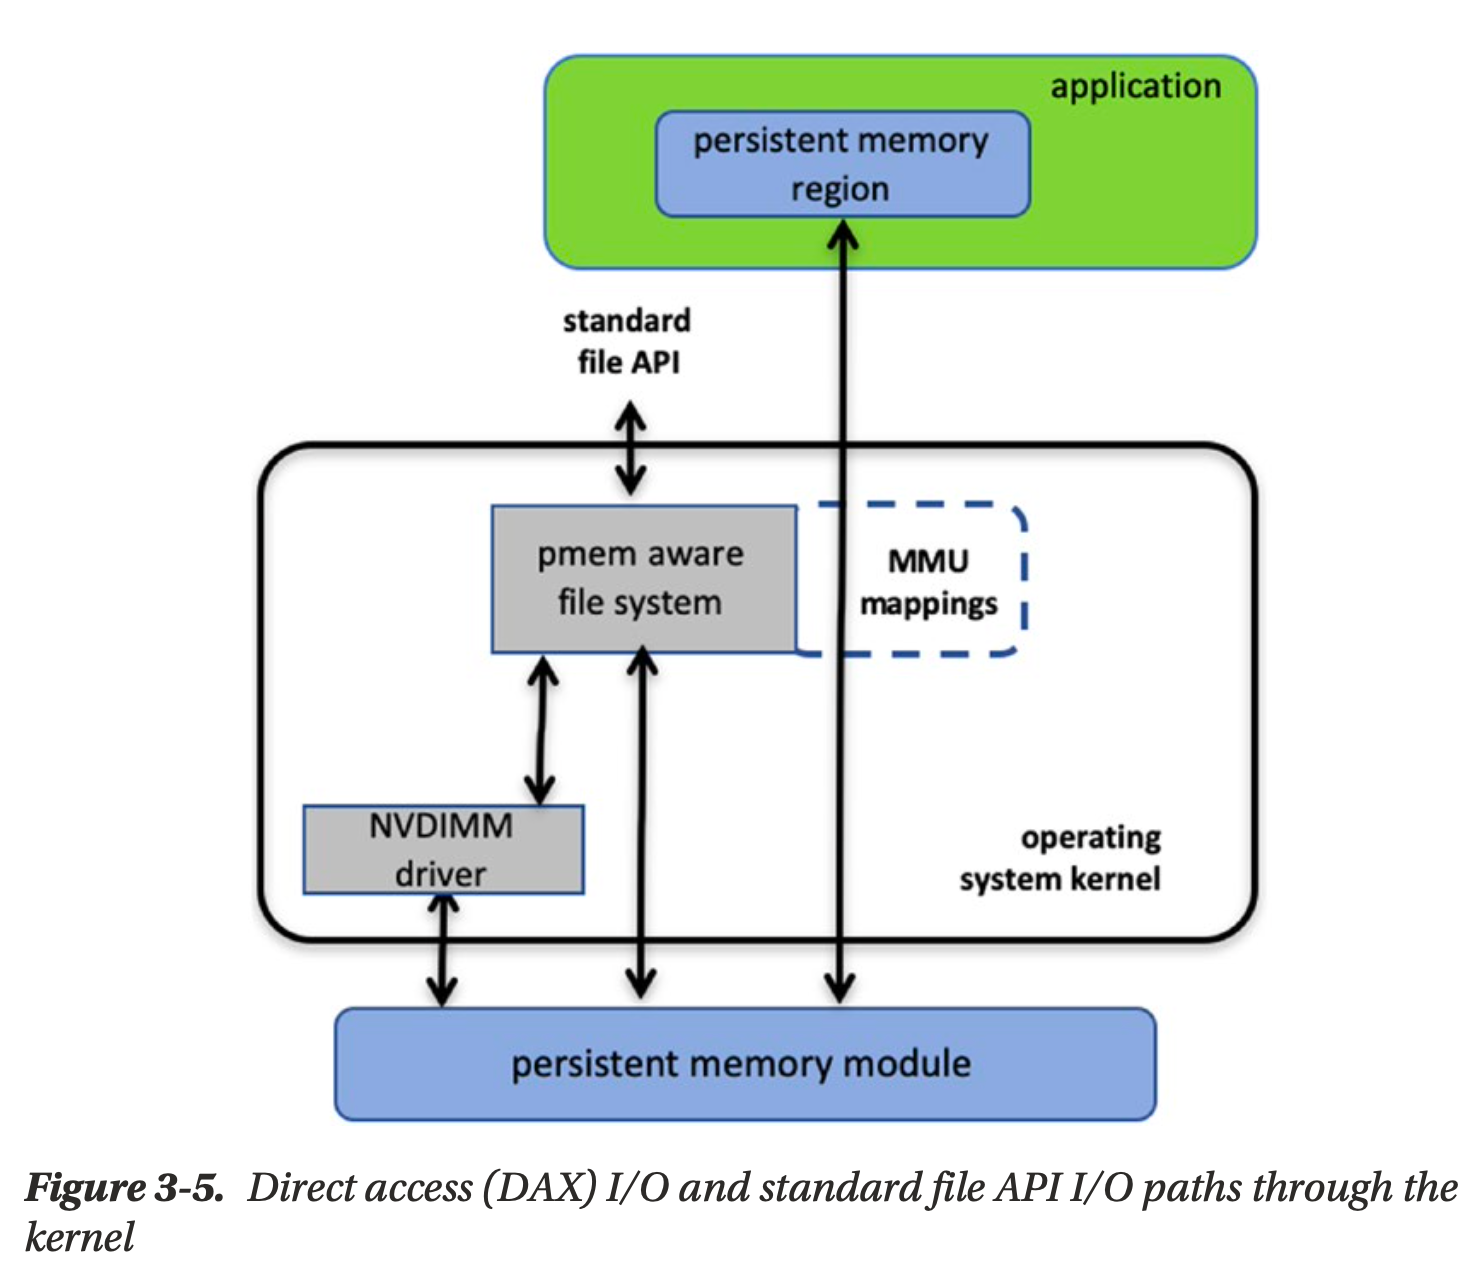 application
persistent memory
region
standard
file API
pmem aware
file system
MMU
mappings
NVDIMM
driver
operating
system kernel
persistent memory module
Figure 3-5. Direct access (DAX) I/O and standard file API I/O paths through the
kernel